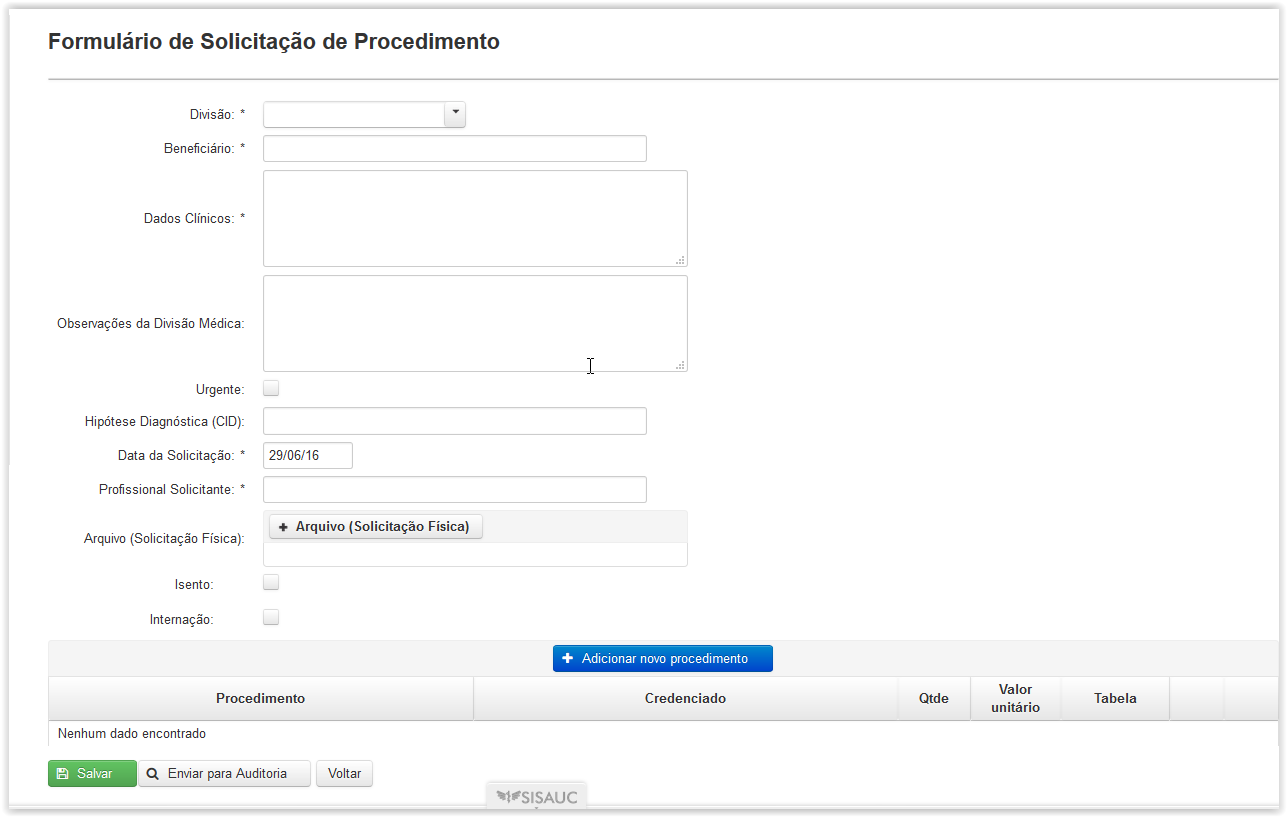 Formulário de Solicitação de Procedimento
Divisão: *
Beneficiário: *
Dados Clínicos: *
Observações da Divisão Médica:
Urgente:
Hipótese Diagnóstica (CID):
Data da Solicitação: * 29/06/16
Profissional Solicitante: *
Arquivo (Solicitação Física): Arquivo (Solicitação Física)
Isento:
Internação:
Adicionar novo procedimento
Procedimento Credenciado Qtde Valor unitário Tabela
Nenhum dado encontrado
Salvar Enviar para Auditoria Voltar
SISAUC